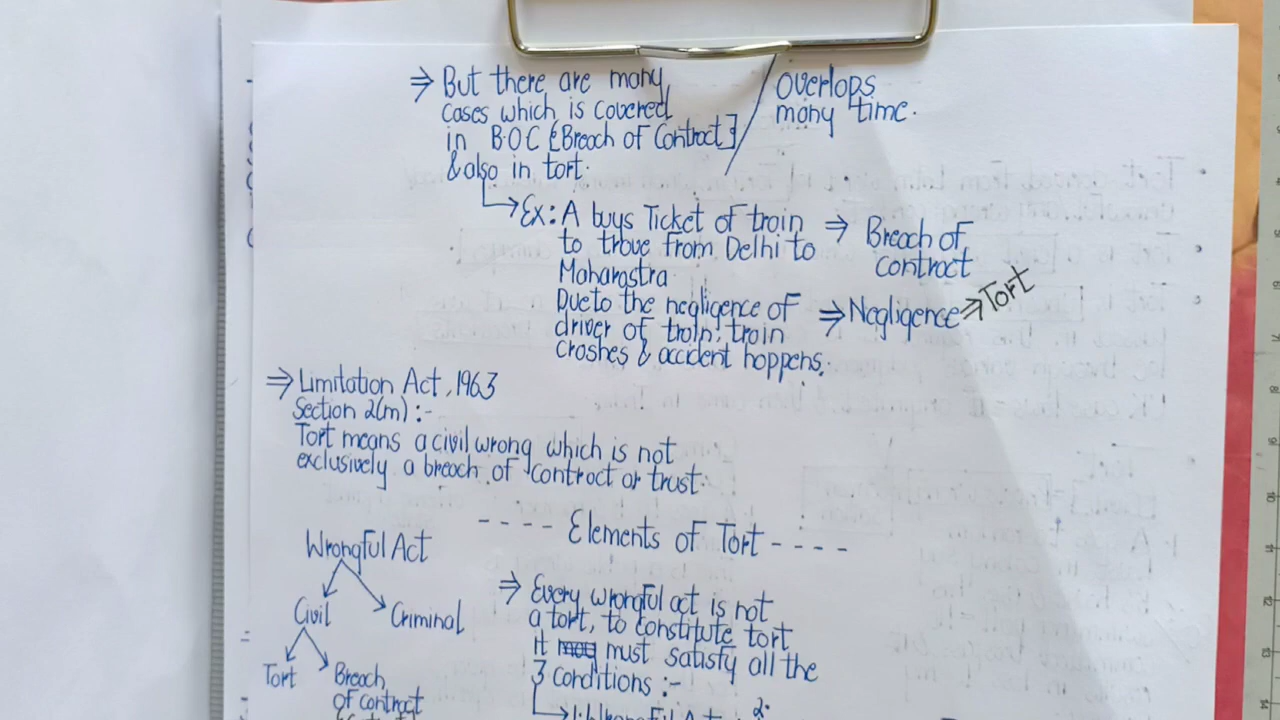 ⇒ But there are many
cases which is covered
in B.O.C [Breach of Contract]
& also in tort.
overlaps
many time.
Ex: A buys Ticket of train
to trave from Delhi to
Maharastra.
⇒ Breach of
contract
Due to the negligence of
driver of train, train
crashes & accident happens.
⇒ Negligence ⇒ Tort
⇒ Limitation Act, 1963
Section 2(m) :-
Tort means a civil wrong which is not
exclusively a breach of contract or trust.
---- Elements of Tort ----
Wrongful Act
Civil
Criminal
Tort
Breach
of contract
⇒ Every wrongful act is not
a tort, to constitute tort
it must satisfy all the
3 conditions :-
1. Wrongful Act
2.